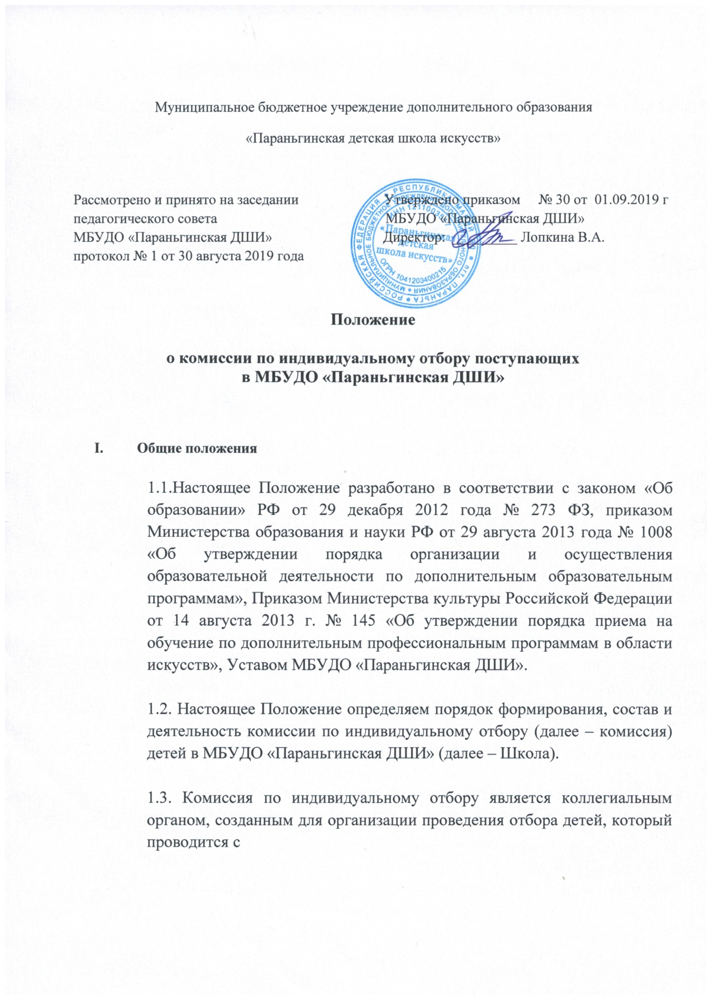 Муниципальное бюджетное учреждение дополнительного образования
«Параньгинская детская школа искусств»
Рассмотрено и принято на заседании
педагогического совета
МБУДО «Параньгинская ДШИ»
протокол № 1 от 30 августа 2019 года
Утверждено приказом № 30 от 01.09.2019 г
МБУДО «Параньгинская ДШИ»
Директор: Лопкина В.А.
РОССИЙСКАЯ ФЕДЕРАЦИЯ * РЕСПУБЛИКА МАРИЙ ЭЛ * пгт. ПАРАНЬГА *
МУНИЦИПАЛЬНОЕ БЮДЖЕТНОЕ УЧРЕЖДЕНИЕ ДОПОЛНИТЕЛЬНОГО ОБРАЗОВАНИЯ *
ИНН
«Параньгинская
детская
школа искусств»
ОГРН 1041203400215
Положение
о комиссии по индивидуальному отбору поступающих
в МБУДО «Параньгинская ДШИ»
I. Общие положения
1.1.Настоящее Положение разработано в соответствии с законом «Об
образовании» РФ от 29 декабря 2012 года № 273 ФЗ, приказом
Министерства образования и науки РФ от 29 августа 2013 года № 1008
«Об утверждении порядка организации и осуществления
образовательной деятельности по дополнительным образовательным
программам», Приказом Министерства культуры Российской Федерации
от 14 августа 2013 г. № 145 «Об утверждении порядка приема на
обучение по дополнительным профессиональным программам в области
искусств», Уставом МБУДО «Параньгинская ДШИ».
1.2. Настоящее Положение определяем порядок формирования, состав и
деятельность комиссии по индивидуальному отбору (далее – комиссия)
детей в МБУДО «Параньгинская ДШИ» (далее – Школа).
1.3. Комиссия по индивидуальному отбору является коллегиальным
органом, созданным для организации проведения отбора детей, который
проводится с